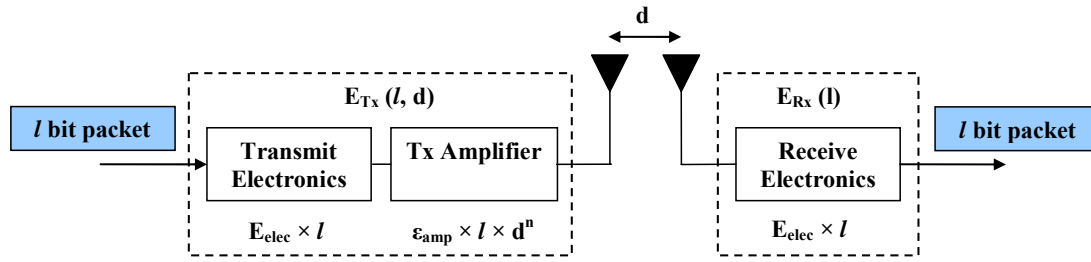 d
E_Tx (l, d)
E_Rx (l)
l bit packet
Transmit
Electronics
Tx Amplifier
Receive
Electronics
l bit packet
E_elec × l
ε_amp × l × d^n
E_elec × l